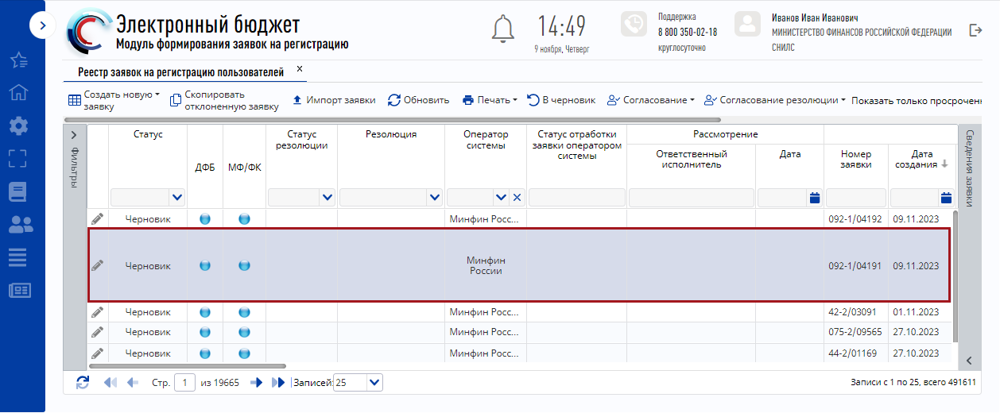 Электронный бюджет
Модуль формирования заявок на регистрацию
14:49
9 ноября, Четверг
Поддержка
8 800 350-02-18
круглосуточно
Иванов Иван Иванович
МИНИСТЕРСТВО ФИНАНСОВ РОССИЙСКОЙ ФЕДЕРАЦИИ
СНИЛС
Реестр заявок на регистрацию пользователей x
Создать новую заявку
Скопировать отклоненную заявку
Импорт заявки
Обновить
Печать
В черновик
Согласование
Согласование резолюции
Показать только просрочен
Фильтры
Статус
ДФБ
МФ/ФК
Статус резолюции
Резолюция
Оператор системы
Статус отработки заявки оператором системы
Рассмотрение
Ответственный исполнитель
Дата
Номер заявки
Дата создания
Сведения заявки
Черновик Минфин Росс... 092-1/04192 09.11.2023
Черновик Минфин России 092-1/04191 09.11.2023
Черновик Минфин Росс... 42-2/03091 01.11.2023
Черновик Минфин Росс... 075-2/09565 27.10.2023
Черновик Минфин Росс... 44-2/01169 27.10.2023
Стр. 1 из 19665 |Записей: 25
Записи с 1 по 25, всего 491611